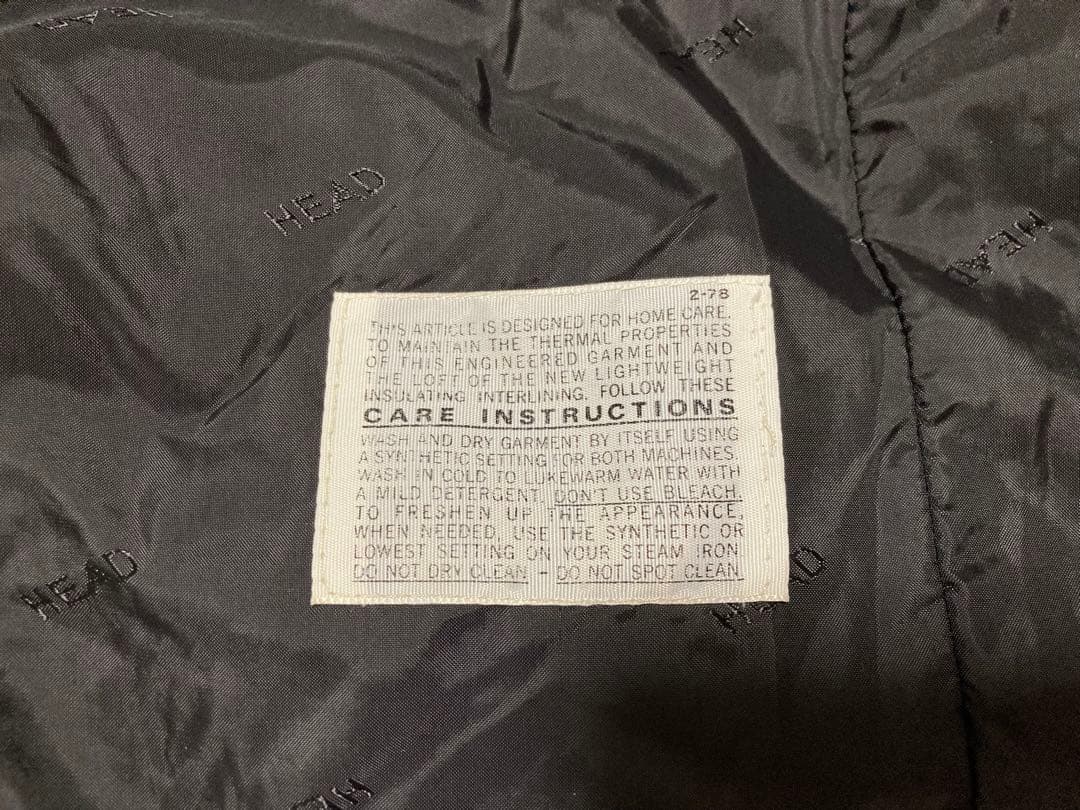 HEAD
HEAD
HEAD
HEAD
2-78
THIS ARTICLE IS DESIGNED FOR HOME CARE.
TO MAINTAIN THE THERMAL PROPERTIES
OF THIS ENGINEERED GARMENT AND
THE LOFT OF THE NEW LIGHTWEIGHT
INSULATING INTERLINING. FOLLOW THESE
CARE INSTRUCTIONS
WASH AND DRY GARMENT BY ITSELF USING
A SYNTHETIC SETTING FOR BOTH MACHINES.
WASH IN COLD TO LUKEWARM WATER WITH
A MILD DETERGENT. DON'T USE BLEACH.
TO FRESHEN UP THE APPEARANCE,
WHEN NEEDED, USE THE SYNTHETIC OR
LOWEST SETTING ON YOUR STEAM IRON.
DO NOT DRY CLEAN - DO NOT SPOT CLEAN.
HEAD
HEAD